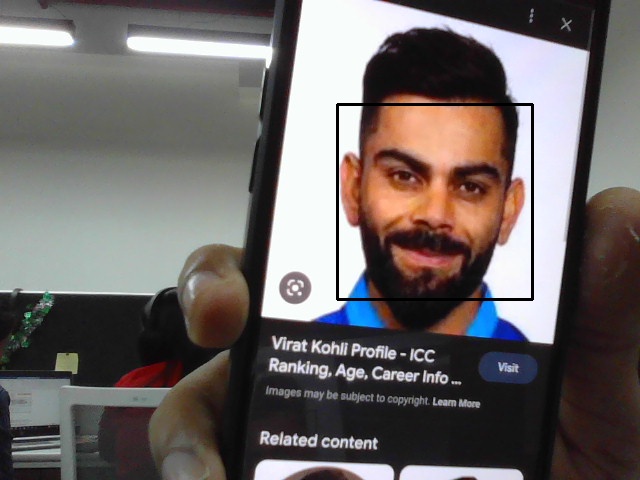 Virat Kohli Profile - ICC
Ranking, Age, Career Info ...
Visit
Images may be subject to copyright. Learn More
Related content